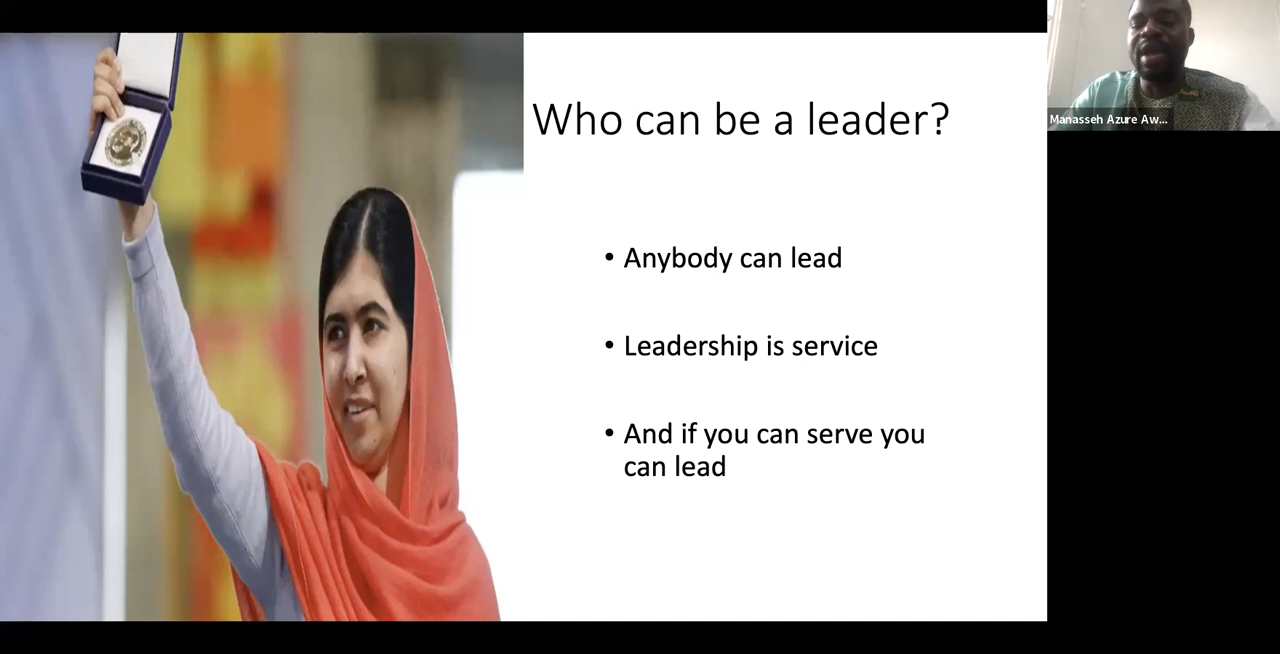 Who can be a leader?
• Anybody can lead
• Leadership is service
• And if you can serve you
can lead
Manasseh Azure Aw...